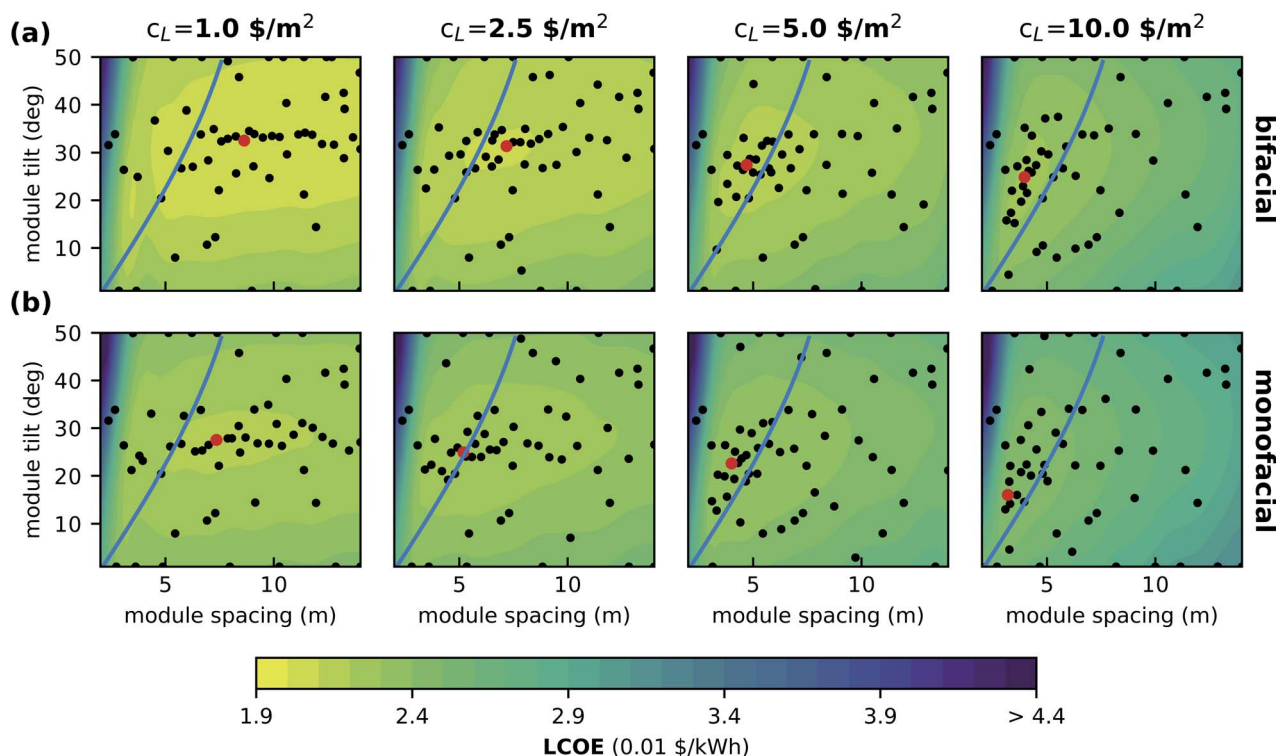 (a)
c_L=1.0 $/m² c_L=2.5 $/m² c_L=5.0 $/m² c_L=10.0 $/m²
50
40
30
20
10
module tilt (deg)
bifacial
(b)
50
40
30
20
10
module tilt (deg)
monofacial
5 10 5 10 5 10 5 10
module spacing (m) module spacing (m) module spacing (m) module spacing (m)
1.9 2.4 2.9 3.4 3.9 > 4.4
LCOE (0.01 $/kWh)